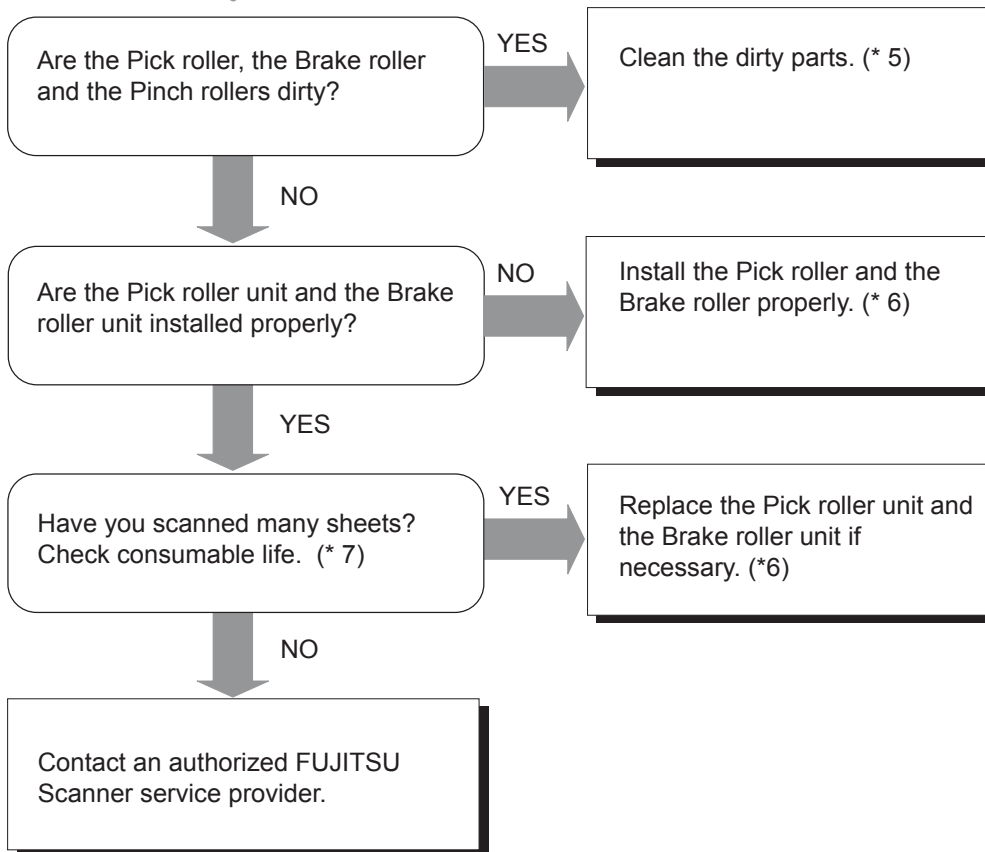 Are the Pick roller, the Brake roller
and the Pinch rollers dirty?
YES
Clean the dirty parts. (* 5)
NO
Are the Pick roller unit and the Brake
roller unit installed properly?
NO
Install the Pick roller and the
Brake roller properly. (* 6)
YES
Have you scanned many sheets?
Check consumable life.  (* 7)
YES
Replace the Pick roller unit and
the Brake roller unit if
necessary. (*6)
NO
Contact an authorized FUJITSU
Scanner service provider.